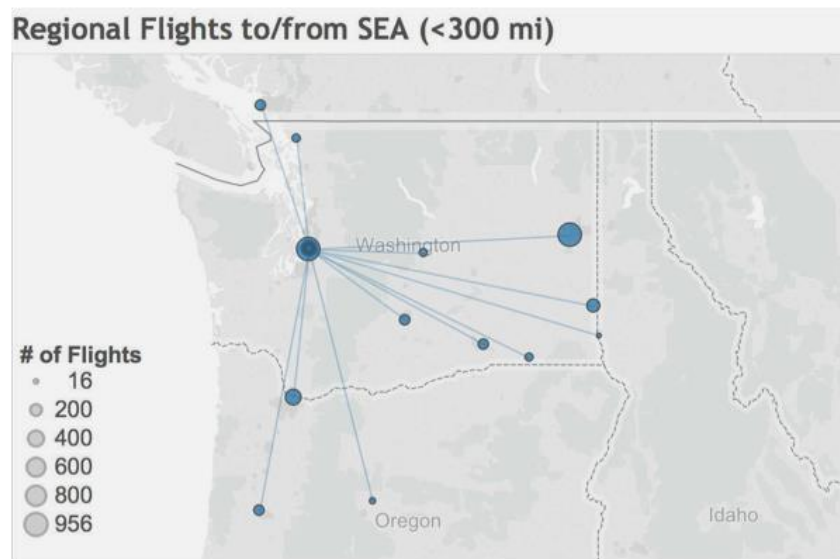 Regional Flights to/from SEA (<300 mi)
Washington
# of Flights
16
200
400
600
800
956
Oregon
Idaho